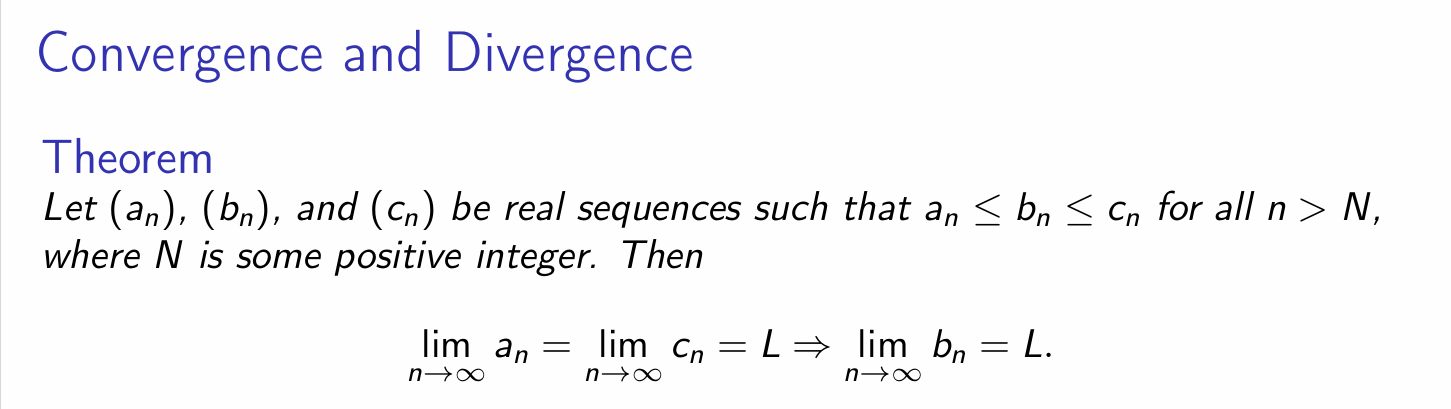 Convergence and Divergence
Theorem
Let (aₙ), (bₙ), and (cₙ) be real sequences such that aₙ ≤ bₙ ≤ cₙ for all n > N,
where N is some positive integer. Then
lim_{n→∞} aₙ = lim_{n→∞} cₙ = L ⇒ lim_{n→∞} bₙ = L.